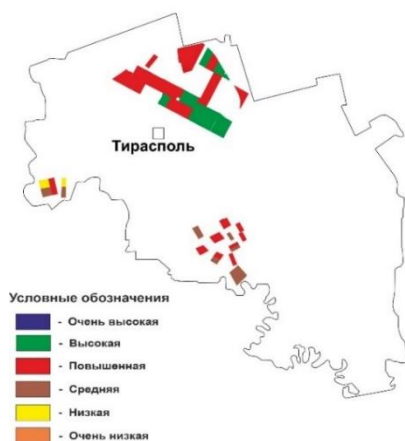 Тирасполь
Условные обозначения
- Очень высокая
- Высокая
- Повышенная
- Средняя
- Низкая
- Очень низкая